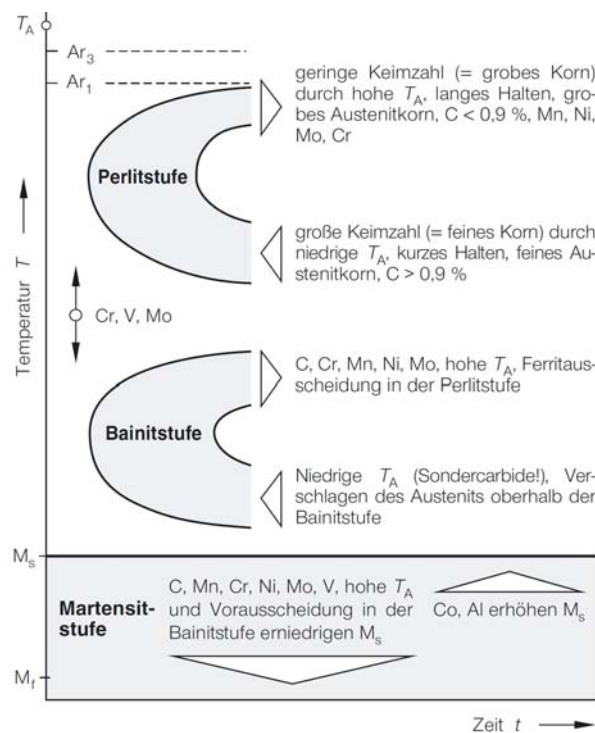 T_A
Ar₃
Ar₁
geringe Keimzahl (= grobes Korn)
durch hohe T_A, langes Halten, gro-
bes Austenitkorn, C < 0,9 %, Mn, Ni,
Mo, Cr
Perlitstufe
große Keimzahl (= feines Korn) durch
niedrige T_A, kurzes Halten, feines Au-
stenitkorn, C > 0,9 %
Temperatur T
Cr, V, Mo
C, Cr, Mn, Ni, Mo, hohe T_A, Ferritaus-
scheidung in der Perlitstufe
Bainitstufe
Niedrige T_A (Sondercarbide!), Ver-
schlagen des Austenits oberhalb der
Bainitstufe
M_s
Martensit-
stufe
C, Mn, Cr, Ni, Mo, V, hohe T_A
und Vorausscheidung in der
Bainitstufe erniedrigen M_s
Co, Al erhöhen M_s
M_f
Zeit t